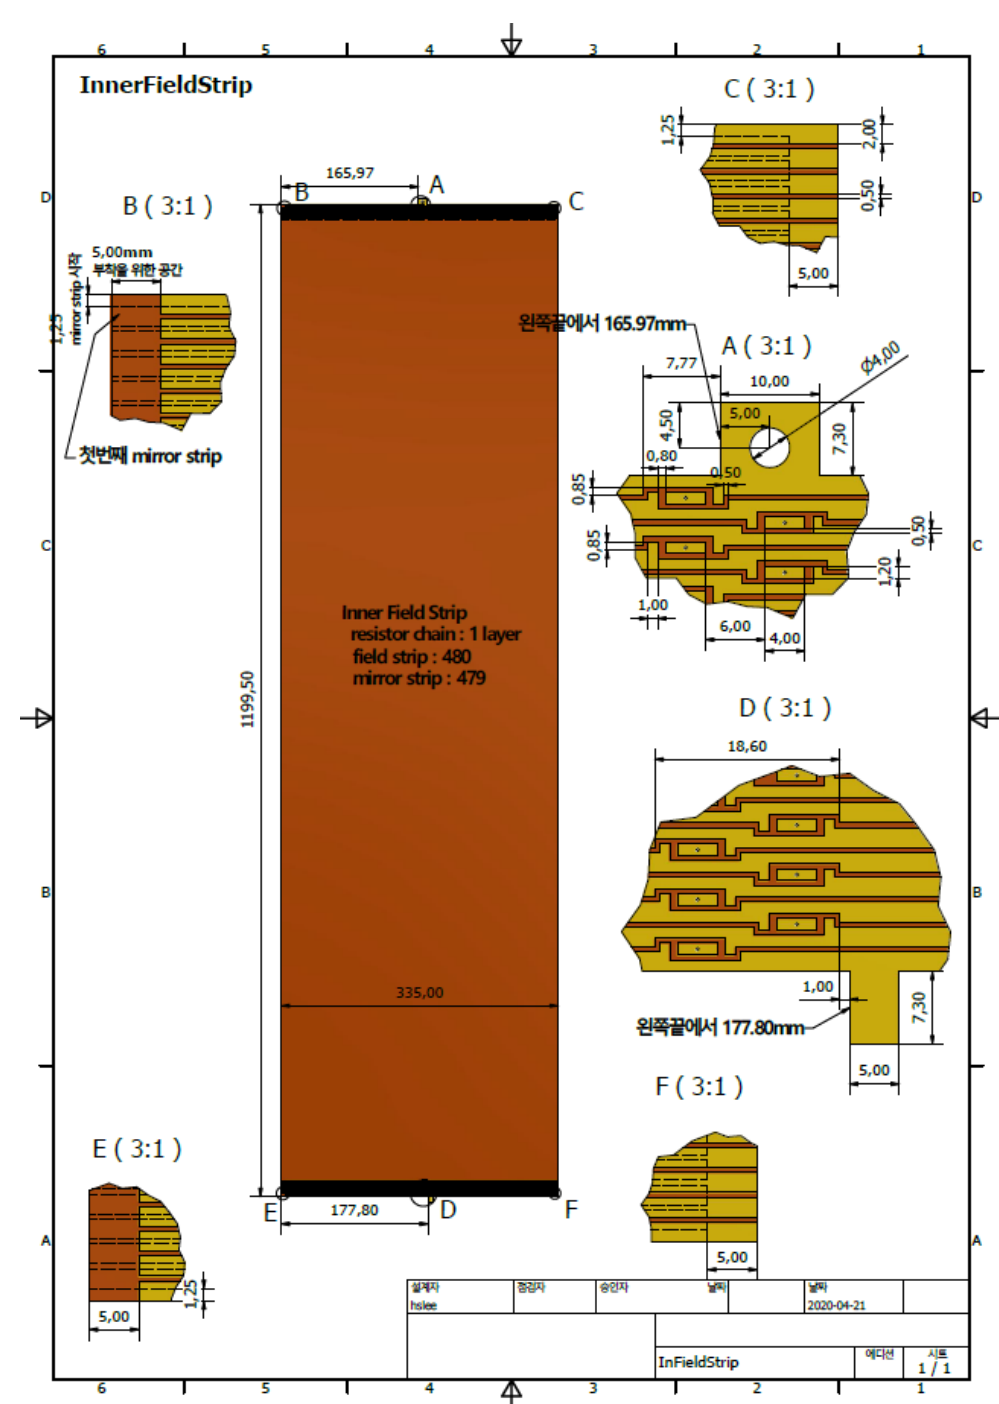 6
5
4
3
2
1
InnerFieldStrip
C ( 3:1 )
1,25
2,00
0,50
5,00
165,97
A
B
C
D
D
B ( 3:1 )
5,00mm
부착을 위한 공간
mirror strip 시작
1,25
첫번째 mirror strip
왼쪽끝에서 165.97mm
A ( 3:1 )
7,77
10,00
Ø4,00
5,00
4,50
7,30
0,80
0,50
0,85
0,85
0,50
1,20
1,00
6,00
4,00
C
C
Inner Field Strip
resistor chain : 1 layer
field strip : 480
mirror strip : 479
1199,50
D ( 3:1 )
18,60
B
B
1,00
7,30
왼쪽끝에서 177.80mm
5,00
335,00
F ( 3:1 )
5,00
E ( 3:1 )
1,25
5,00
E
177,80
D
F
A
A
설계자
점검자
승인자
날짜
날짜
hslee
2020-04-21
InFieldStrip
에디션
시트
1 / 1
6
5
4
3
2
1